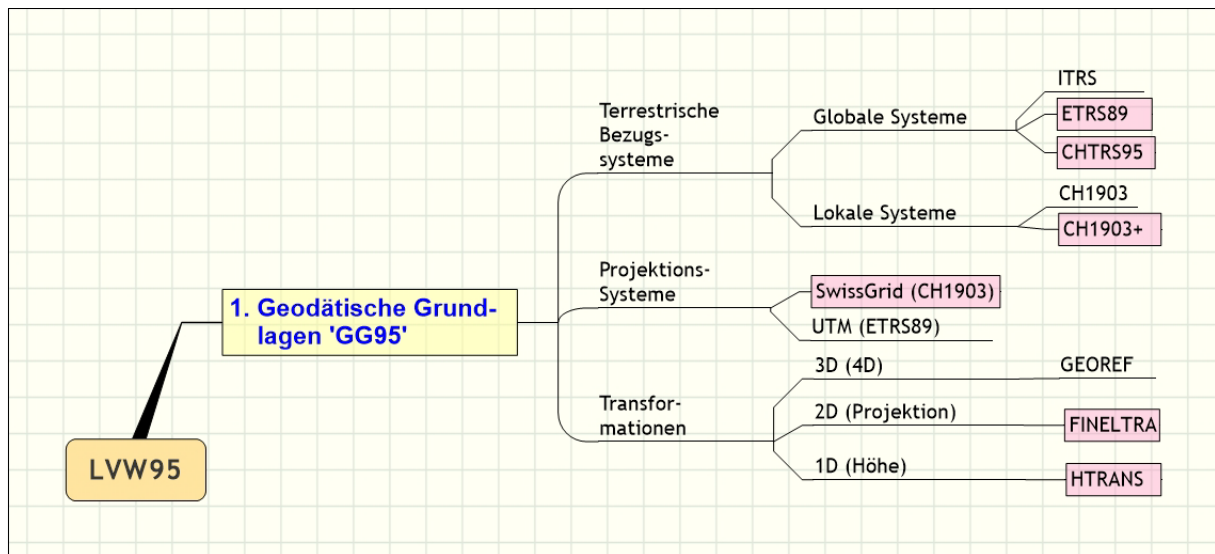 ITRS
Terrestrische
Bezugs-
systeme
Globale Systeme
ETRS89
CHTRS95
Lokale Systeme
CH1903
CH1903+
1. Geodätische Grund-
lagen 'GG95'
Projektions-
Systeme
SwissGrid (CH1903)
UTM (ETRS89)
3D (4D)
GEOREF
Transfor-
mationen
2D (Projektion)
FINELTRA
1D (Höhe)
HTRANS
LVW95